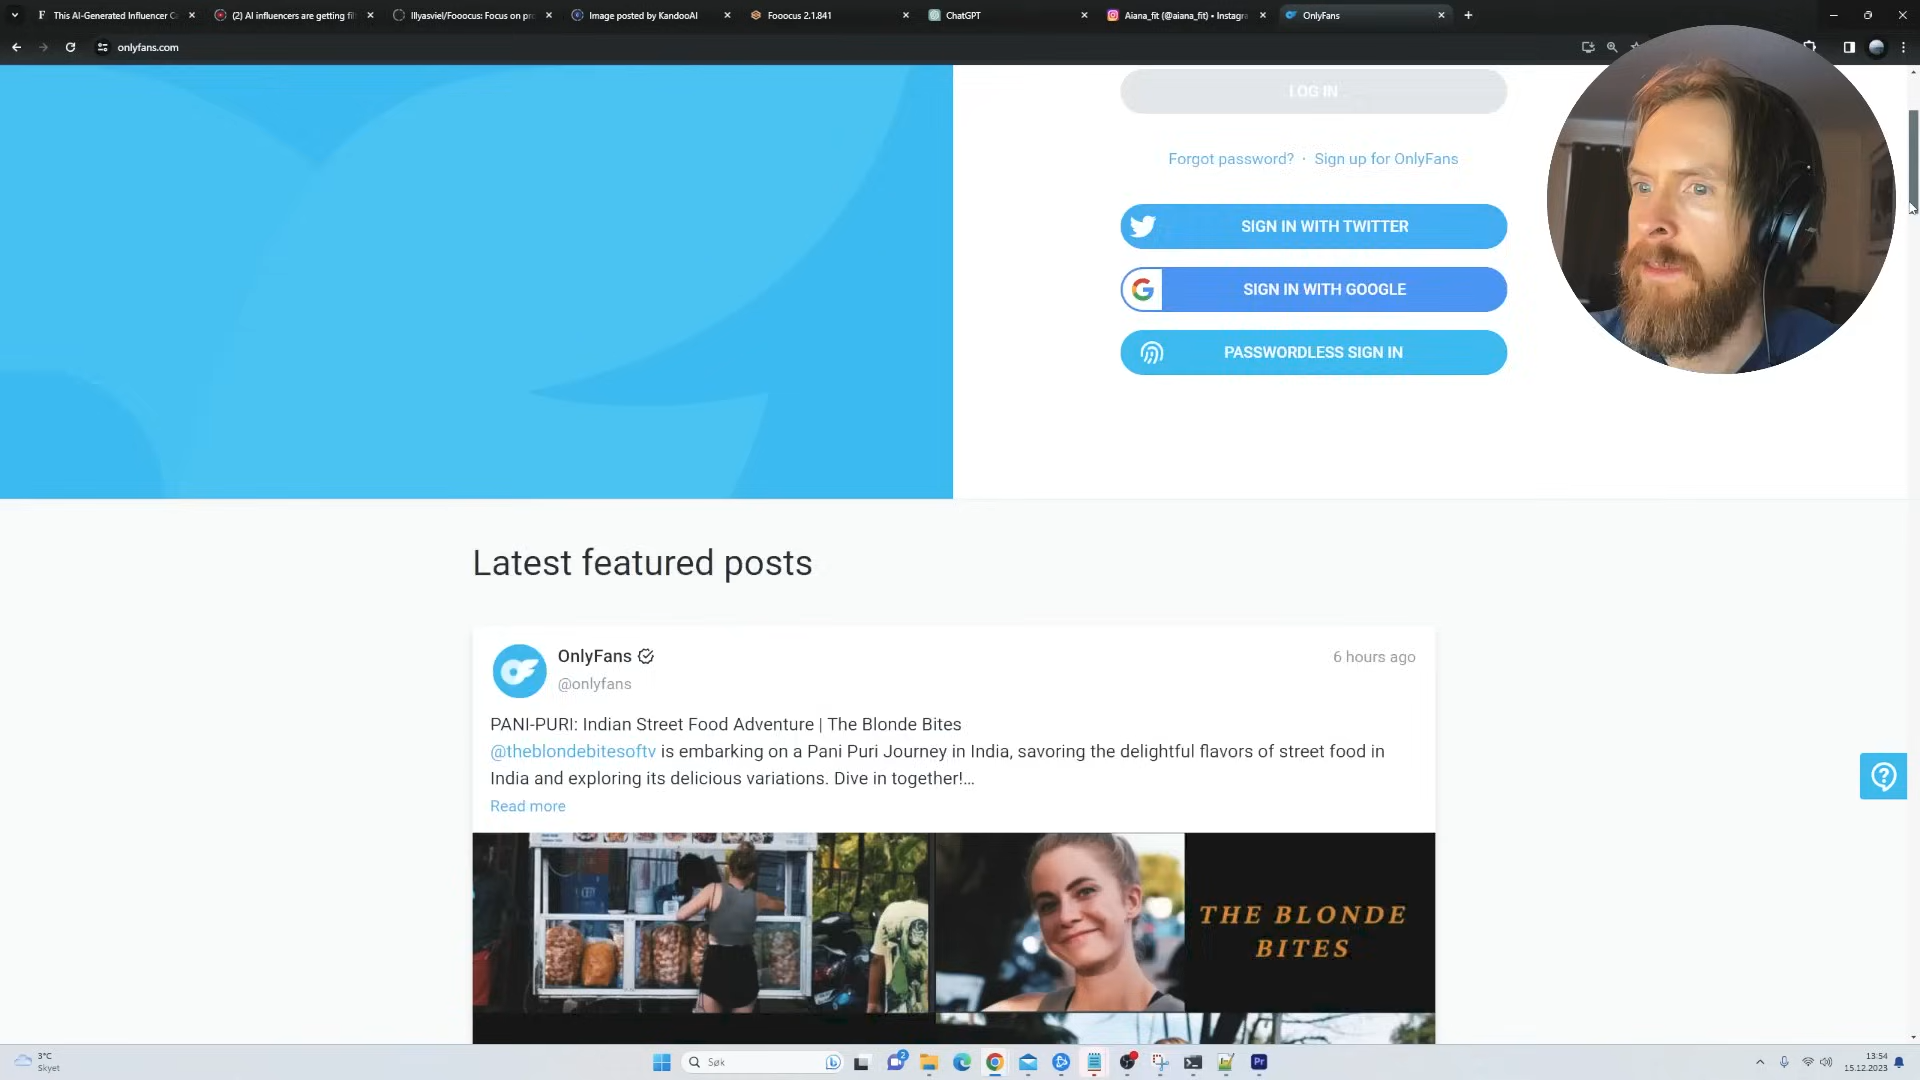 This AI-Generated Influencer C
(2) AI influencers are getting fil
lllyasviel/Fooocus: Focus on pr
Image posted by KandooAI
Fooocus 2.1.841
ChatGPT
Aiana_fit (@aiana_fit) • Instagra
OnlyFans
onlyfans.com
LOG IN
Forgot password? · Sign up for OnlyFans
SIGN IN WITH TWITTER
SIGN IN WITH GOOGLE
PASSWORDLESS SIGN IN
Latest featured posts
OnlyFans
6 hours ago
@onlyfans
PANI-PURI: Indian Street Food Adventure | The Blonde Bites
@theblondebitesoftv is embarking on a Pani Puri Journey in India, savoring the delightful flavors of street food in
India and exploring its delicious variations. Dive in together!...
Read more
THE BLONDE
BITES
3°C
Skyet
Søk
2
Pr
13:54
15.12.2023